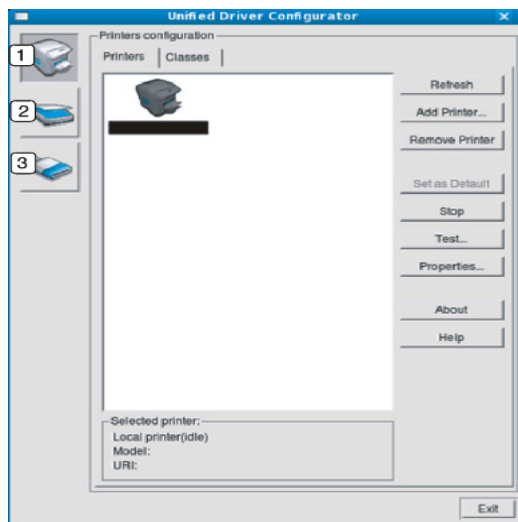 Unified Driver Configurator
1
2
3
Printers configuration
Printers
Classes
Refresh
Add Printer...
Remove Printer
Set as Default
Stop
Test...
Properties...
About
Help
Selected printer:
Local printer(idle)
Model:
URI:
Exit